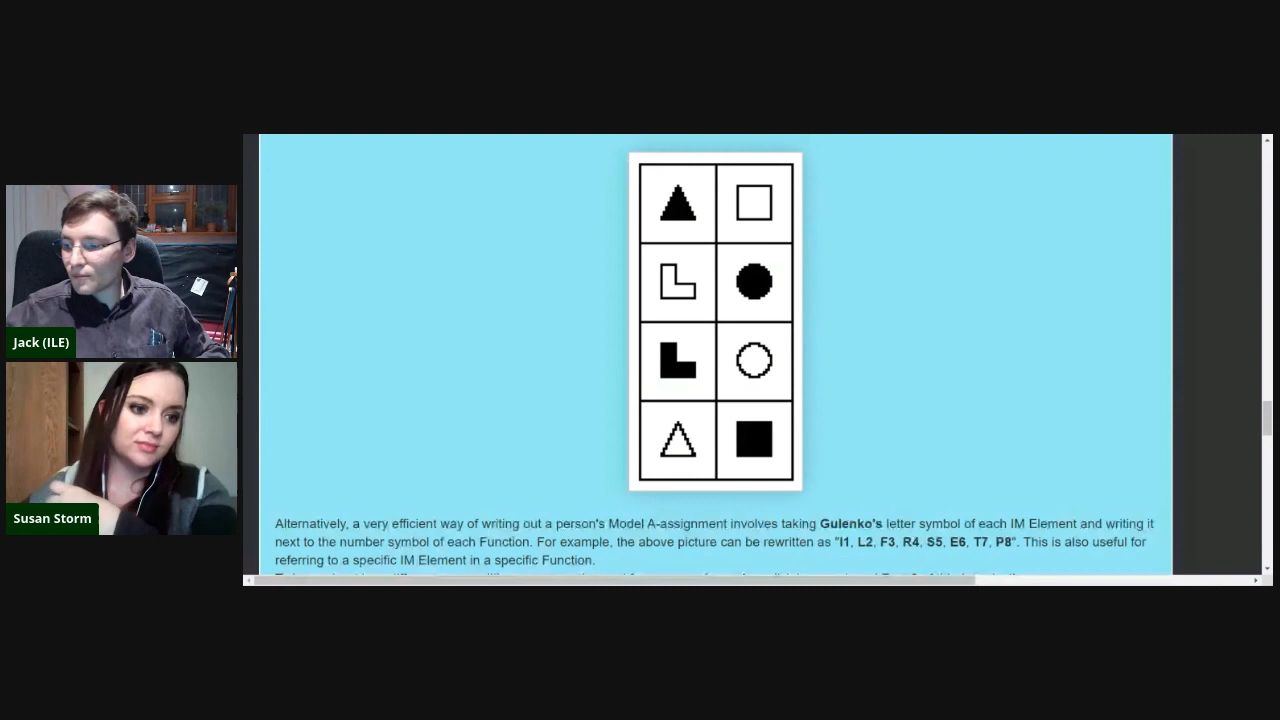 Jack (ILE)
Susan Storm
Alternatively, a very efficient way of writing out a person's Model A-assignment involves taking Gulenko's letter symbol of each IM Element and writing it
next to the number symbol of each Function. For example, the above picture can be rewritten as "I1, L2, F3, R4, S5, E6, T7, P8". This is also useful for
referring to a specific IM Element in a specific Function.